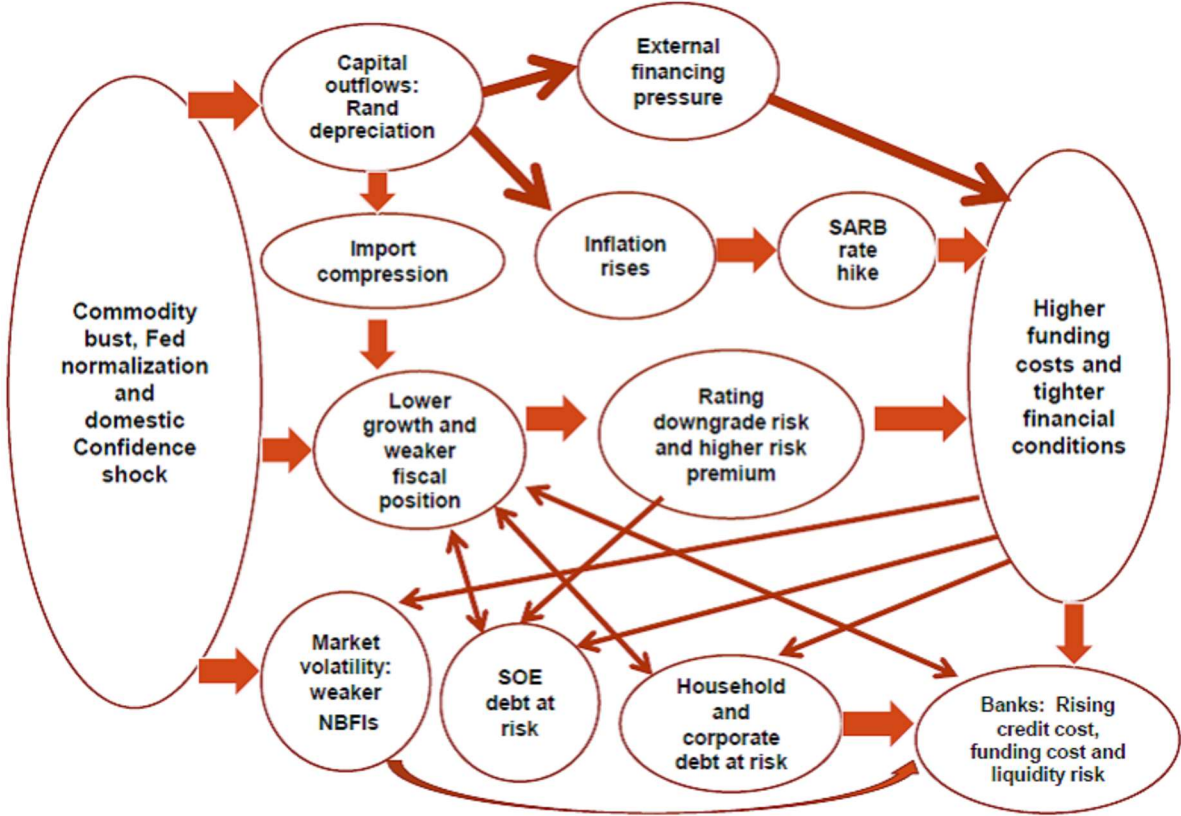 Capital
outflows:
Rand
depreciation
External
financing
pressure
Import
compression
Inflation
rises
SARB
rate
hike
Commodity
bust, Fed
normalization
and
domestic
Confidence
shock
Higher
funding
costs and
tighter
financial
conditions
Lower
growth and
weaker
fiscal
position
Rating
downgrade risk
and higher risk
premium
Market
volatility:
weaker
NBFIs
SOE
debt at
risk
Household
and
corporate
debt at risk
Banks: Rising
credit cost,
funding cost and
liquidity risk